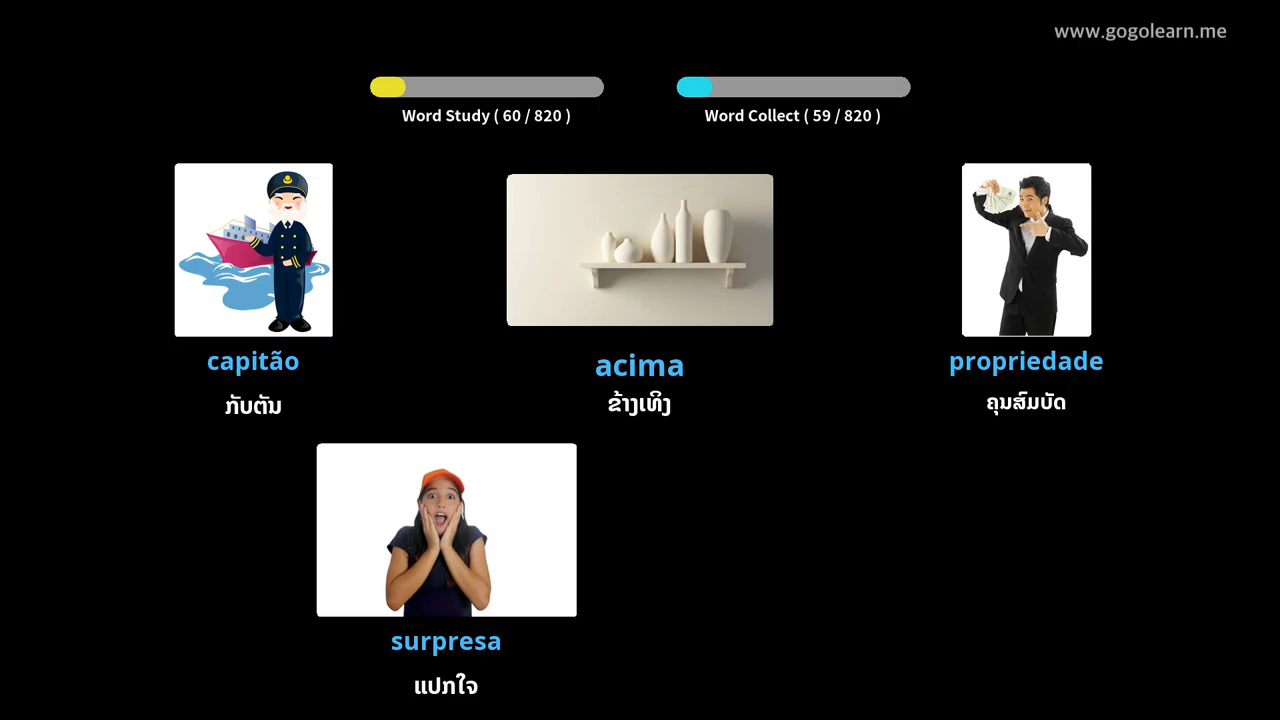 www.gogolearn.me
Word Study ( 60 / 820 )
Word Collect ( 59 / 820 )
capitão
ກັບຕັນ
acima
ຂ້າງເທິງ
propriedade
ຄຸນສົມບັດ
surpresa
ແປກໃຈ